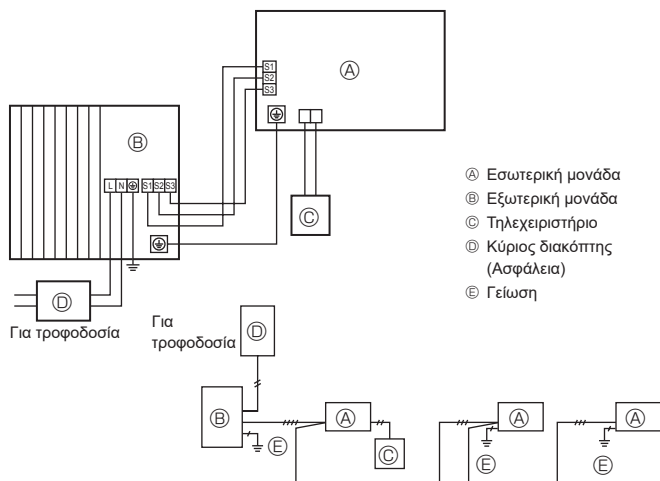 Ⓐ
S1
S2
S3
Ⓑ
L N S1 S2 S3
Ⓒ
Ⓓ
Για τροφοδοσία
Ⓐ Εσωτερική μονάδα
Ⓑ Εξωτερική μονάδα
Ⓒ Τηλεχειριστήριο
Ⓓ Κύριος διακόπτης
(Ασφάλεια)
Ⓔ Γείωση
Για
τροφοδοσία
Ⓓ
Ⓑ
Ⓔ
Ⓐ
Ⓒ
Ⓐ
Ⓔ
Ⓐ
Ⓔ